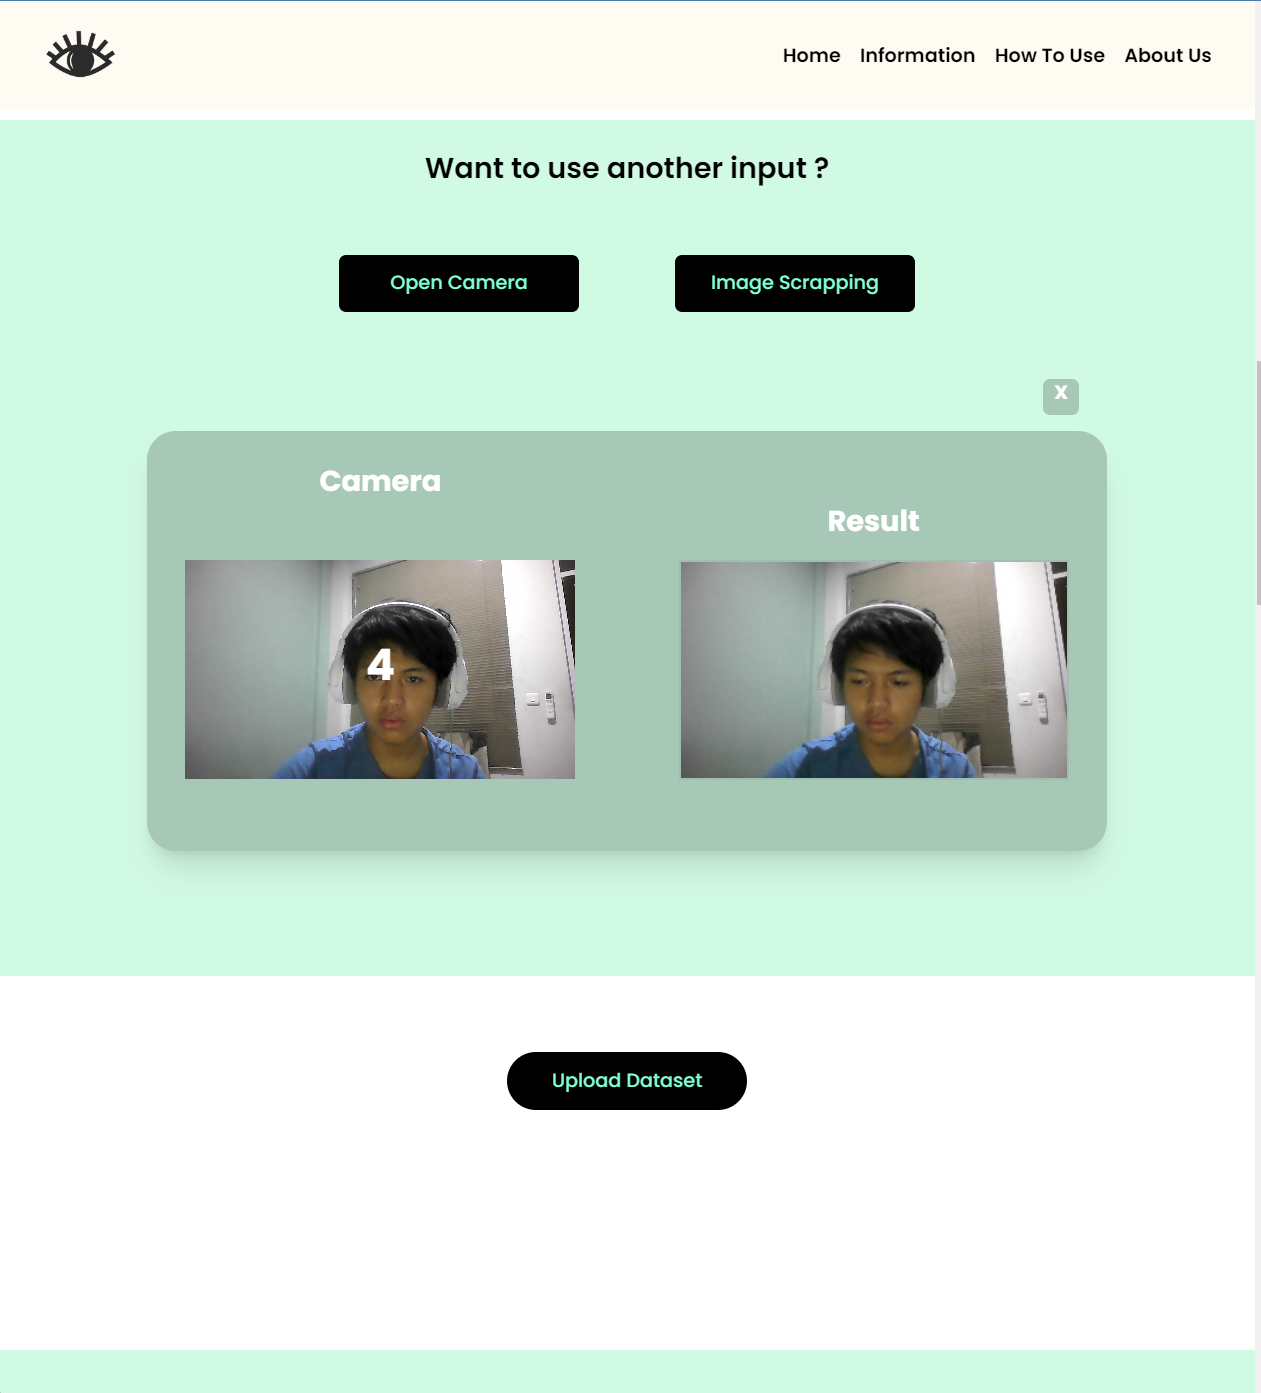 Home Information How To Use About Us
Want to use another input ?
Open Camera Image Scrapping
x
Camera
Result
4
Upload Dataset